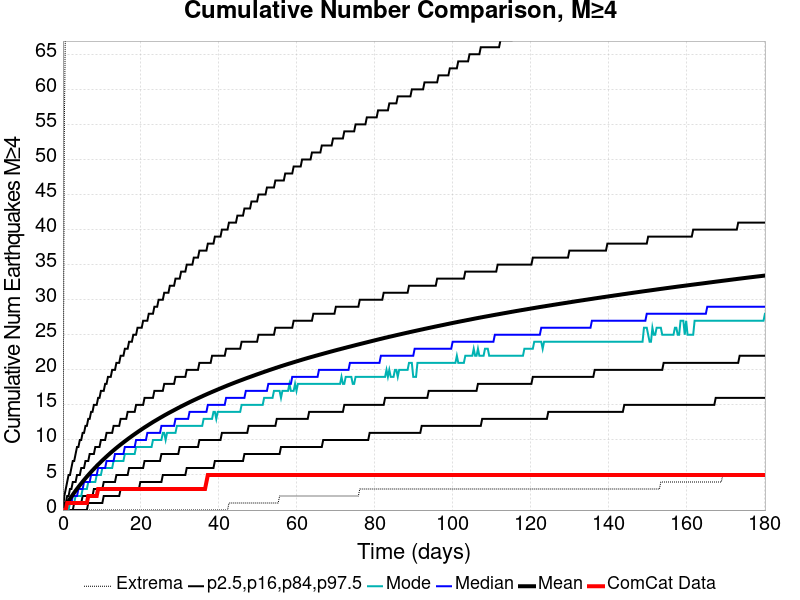 Cumulative Number Comparison, M≥4
Cumulative Num Earthquakes M≥4
65
60
55
50
45
40
35
30
25
20
15
10
5
0
0 20 40 60 80 100 120 140 160 180
Time (days)
Extrema p2.5,p16,p84,p97.5 Mode Median Mean ComCat Data